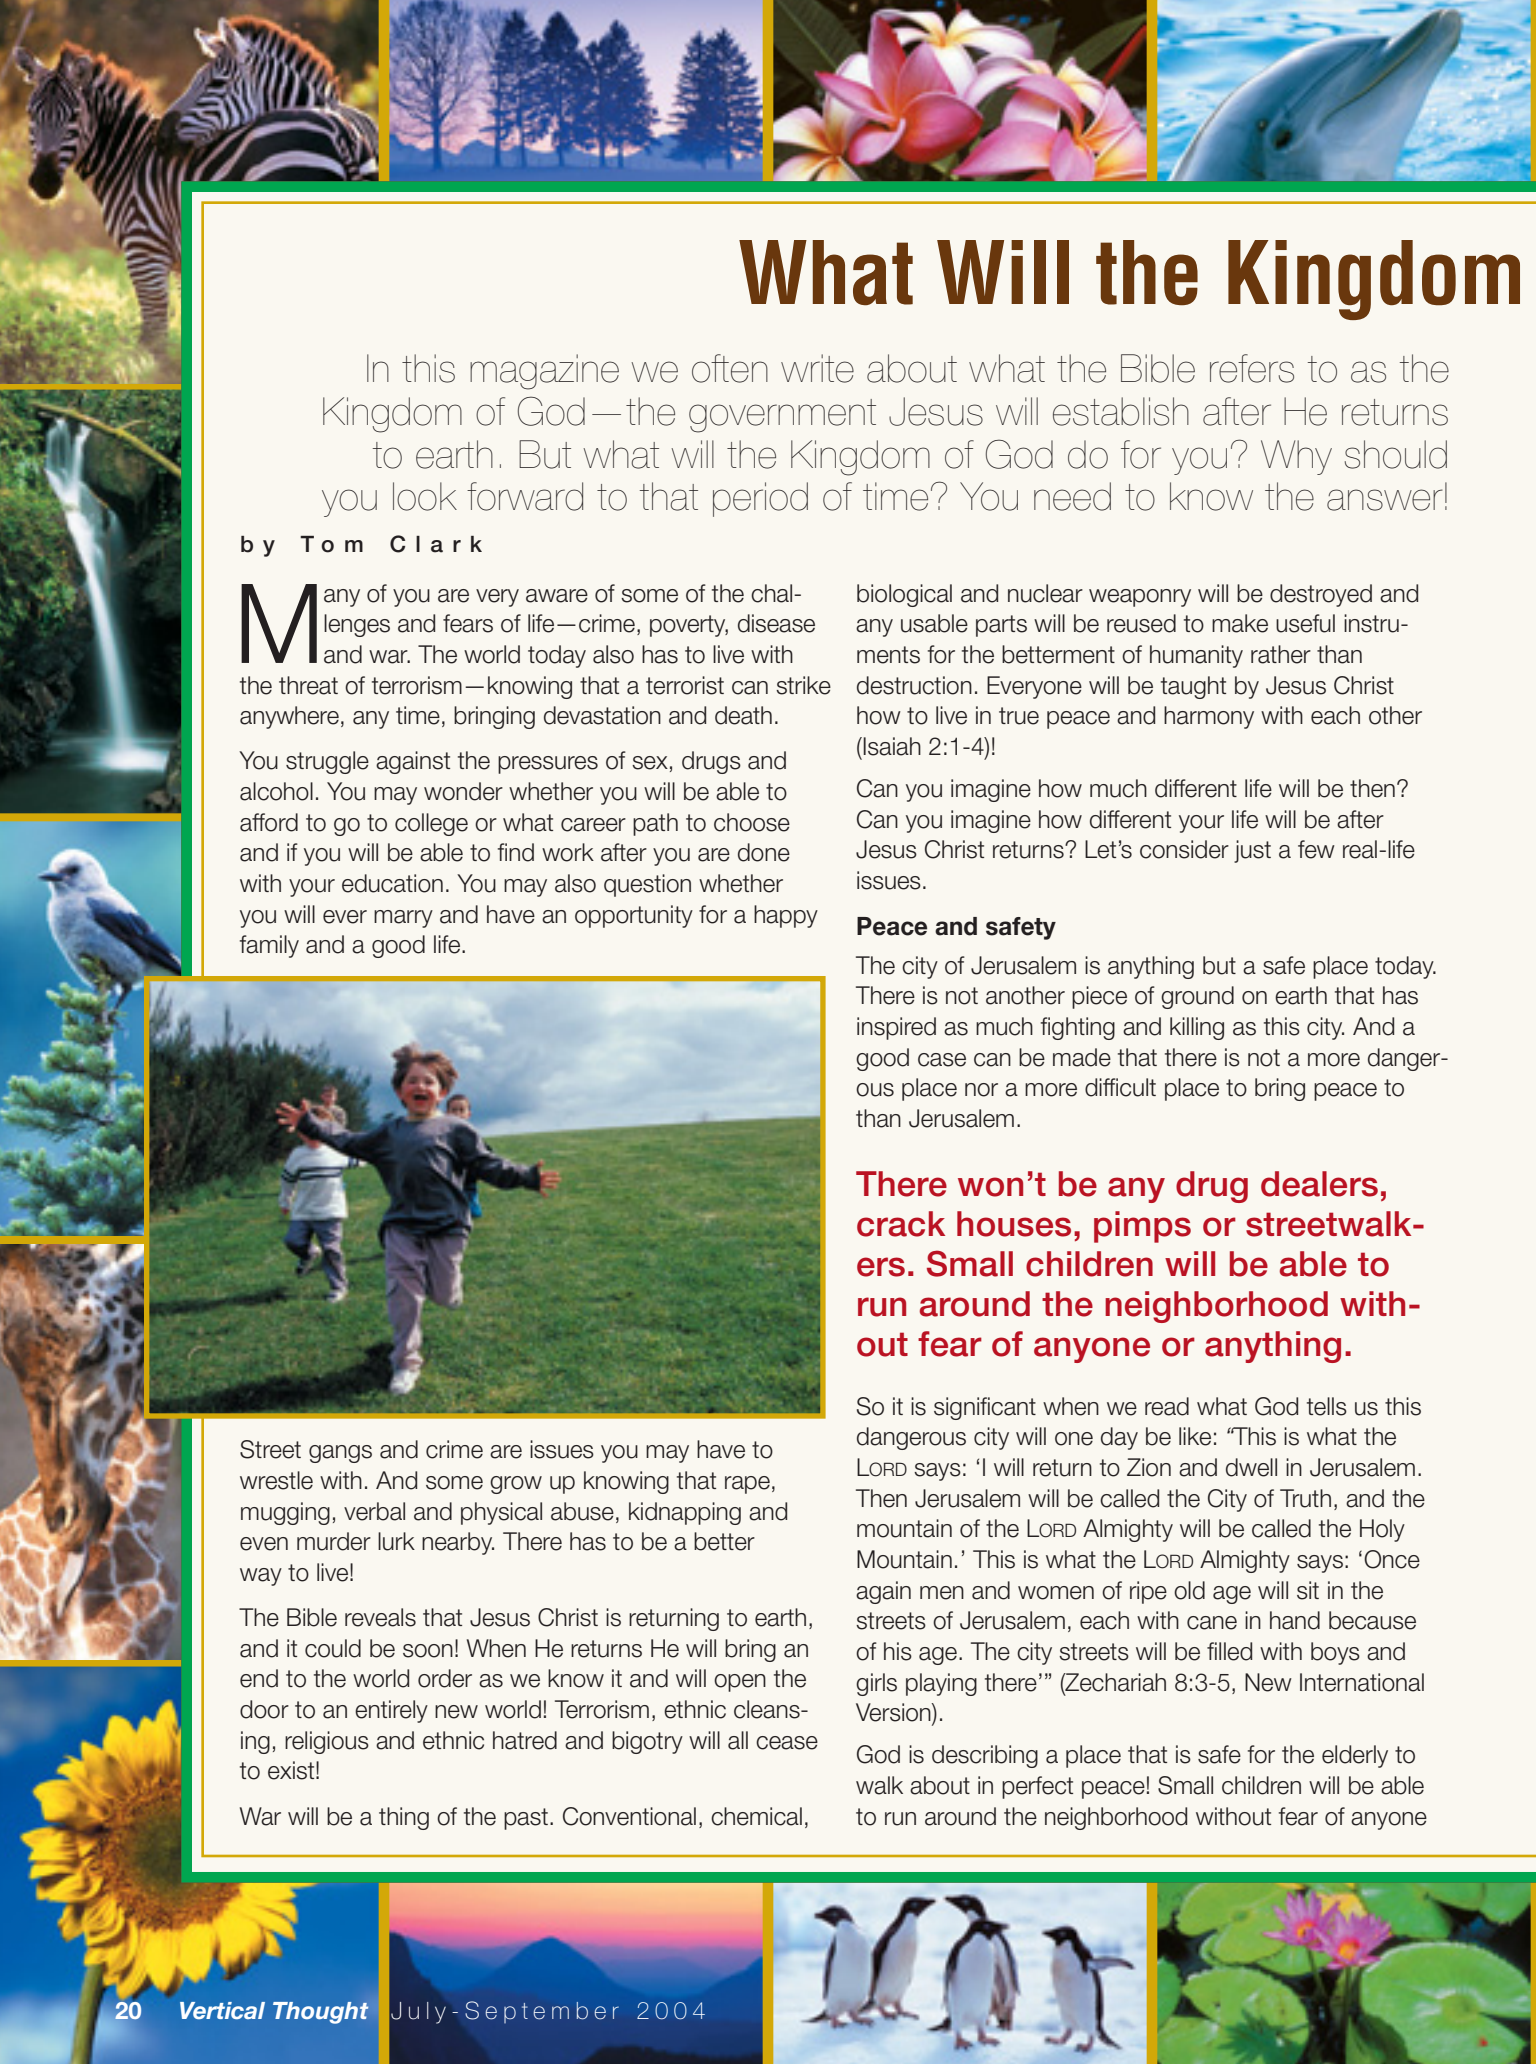 What Will the Kingdom
In this magazine we often write about what the Bible refers to as the
Kingdom of God—the government Jesus will establish after He returns
to earth. But what will the Kingdom of God do for you? Why should
you look forward to that period of time? You need to know the answer!
by Tom Clark
Many of you are very aware of some of the chal-
lenges and fears of life—crime, poverty, disease
and war. The world today also has to live with
the threat of terrorism—knowing that a terrorist can strike
anywhere, any time, bringing devastation and death.
You struggle against the pressures of sex, drugs and
alcohol. You may wonder whether you will be able to
afford to go to college or what career path to choose
and if you will be able to find work after you are done
with your education. You may also question whether
you will ever marry and have an opportunity for a happy
family and a good life.
Street gangs and crime are issues you may have to
wrestle with. And some grow up knowing that rape,
mugging, verbal and physical abuse, kidnapping and
even murder lurk nearby. There has to be a better
way to live!
The Bible reveals that Jesus Christ is returning to earth,
and it could be soon! When He returns He will bring an
end to the world order as we know it and will open the
door to an entirely new world! Terrorism, ethnic cleans-
ing, religious and ethnic hatred and bigotry will all cease
to exist!
War will be a thing of the past. Conventional, chemical,
biological and nuclear weaponry will be destroyed and
any usable parts will be reused to make useful instru-
ments for the betterment of humanity rather than
destruction. Everyone will be taught by Jesus Christ
how to live in true peace and harmony with each other
(Isaiah 2:1-4)!
Can you imagine how much different life will be then?
Can you imagine how different your life will be after
Jesus Christ returns? Let's consider just a few real-life
issues.
Peace and safety
The city of Jerusalem is anything but a safe place today.
There is not another piece of ground on earth that has
inspired as much fighting and killing as this city. And a
good case can be made that there is not a more danger-
ous place nor a more difficult place to bring peace to
than Jerusalem.
There won't be any drug dealers,
crack houses, pimps or streetwalk-
ers. Small children will be able to
run around the neighborhood with-
out fear of anyone or anything.
So it is significant when we read what God tells us this
dangerous city will one day be like: "This is what the
LORD says: 'I will return to Zion and dwell in Jerusalem.
Then Jerusalem will be called the City of Truth, and the
mountain of the LORD Almighty will be called the Holy
Mountain.' This is what the LORD Almighty says: 'Once
again men and women of ripe old age will sit in the
streets of Jerusalem, each with cane in hand because
of his age. The city streets will be filled with boys and
girls playing there'" (Zechariah 8:3-5, New International
Version).
God is describing a place that is safe for the elderly to
walk about in perfect peace! Small children will be able
to run around the neighborhood without fear of anyone
20 Vertical Thought July-September 2004